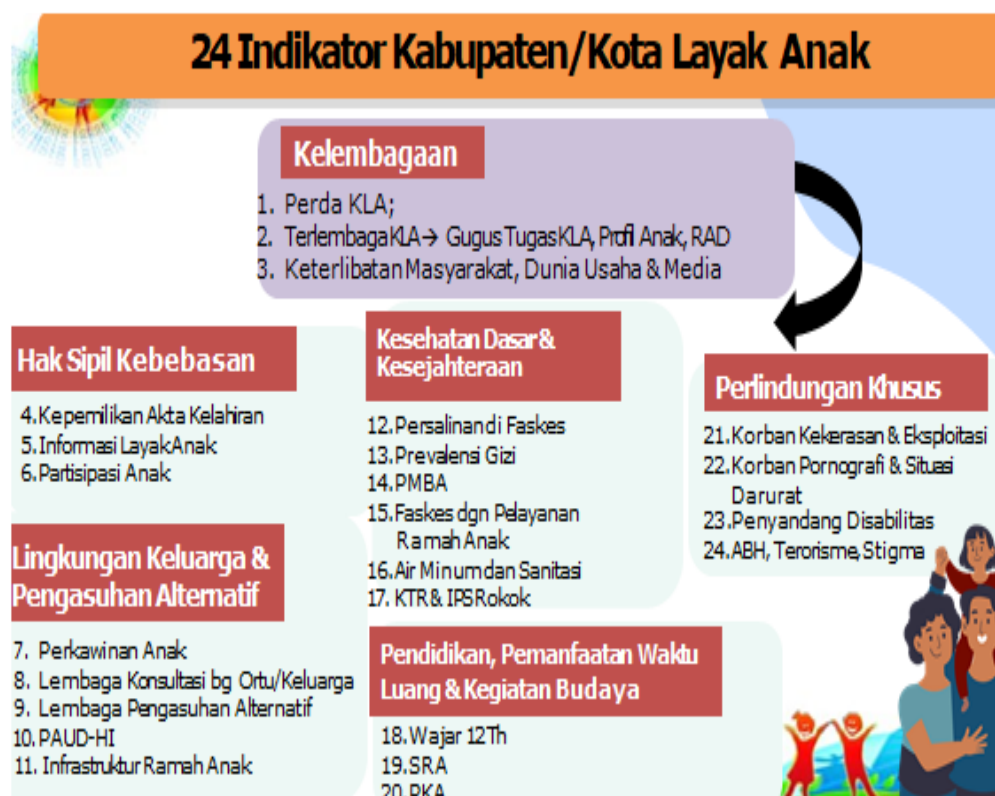 24 Indikator Kabupaten/Kota Layak Anak
Kelembagaan
1. Perda KLA;
2. Terlembaga KLA→ Gugus Tugas KLA, Profil Anak, RAD
3. Keterlibatan Masyarakat, Dunia Usaha & Media
Hak Sipil Kebebasan
4. Kepemilikan Akta Kelahiran
5. Informasi Layak Anak
6. Partisipasi Anak
Lingkungan Keluarga &
Pengasuhan Alternatif
7. Perkawinan Anak
8. Lembaga Konsultasi bg Ortu/Keluarga
9. Lembaga Pengasuhan Alternatif
10. PAUD-HI
11. Infrastruktur Ramah Anak
Kesehatan Dasar &
Kesejahteraan
12. Persalinan di Faskes
13. Prevalensi Gizi
14. PMBA
15. Faskes dgn Pelayanan
Ramah Anak
16. Air Minum dan Sanitasi
17. KTR & IPS Rokok
Pendidikan, Pemanfaatan Waktu
Luang & Kegiatan Budaya
18. Wajar 12Th
19. SRA
20. PKA
Perlindungan Khusus
21. Korban Kekerasan & Eksploitasi
22. Korban Pornografi & Situasi
Darurat
23. Penyandang Disabilitas
24. ABH, Terorisme, Stigma